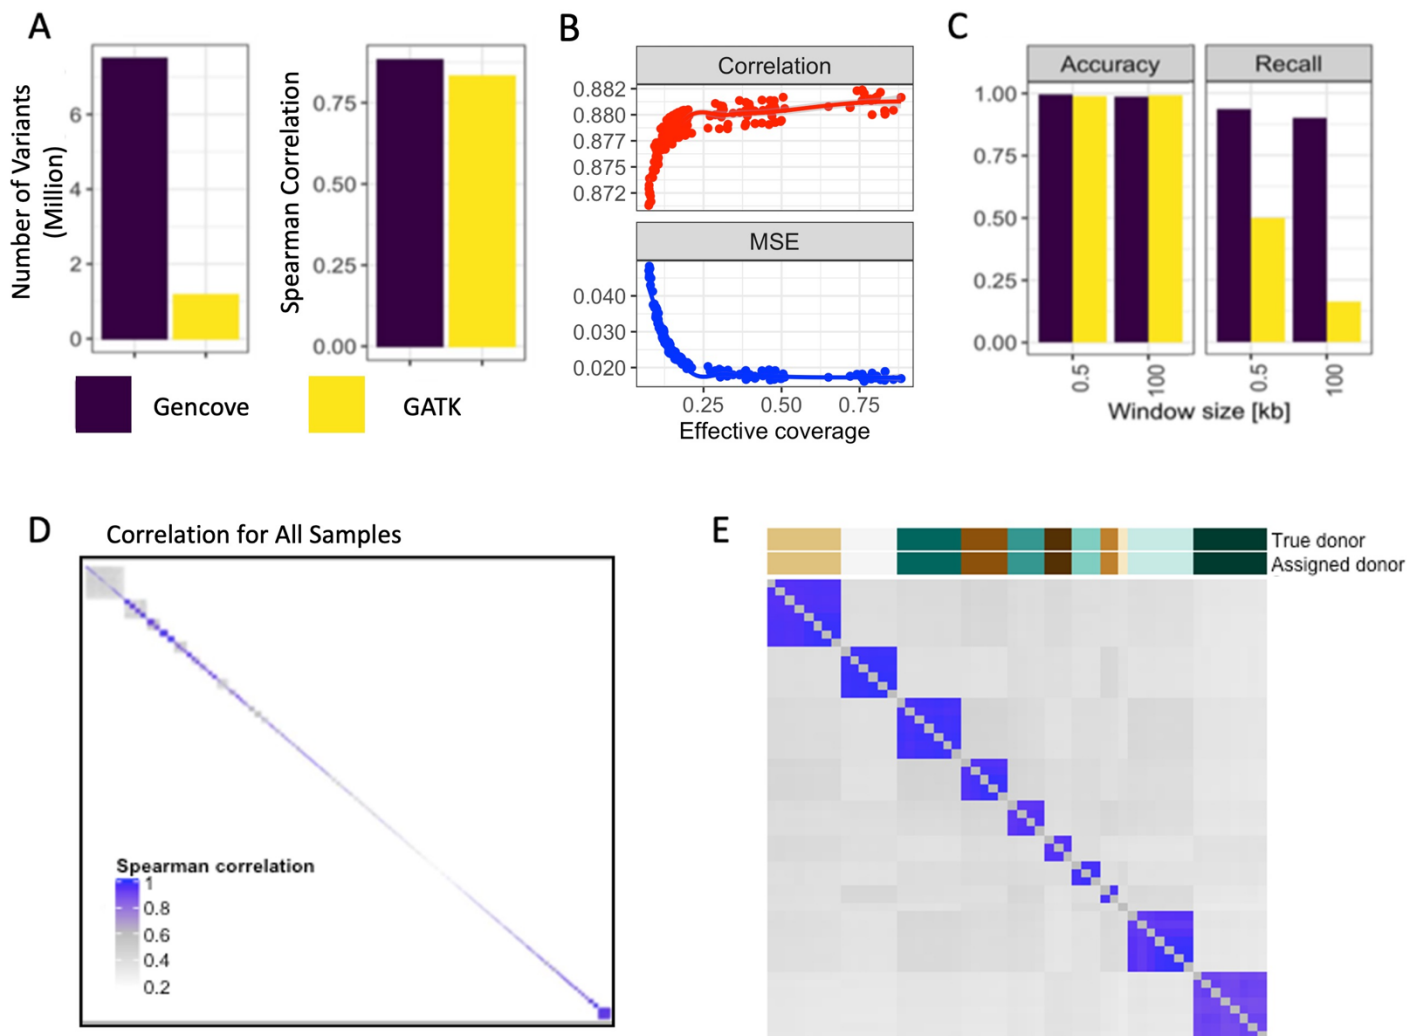 A
Number of Variants
(Million)
6
4
2
0
Spearman Correlation
0.75
0.50
0.25
0.00
Gencove
GATK
B
Correlation
0.882
0.880
0.877
0.875
0.872
MSE
0.040
0.030
0.020
0.25 0.50 0.75
Effective coverage
C
Accuracy
Recall
1.00
0.75
0.50
0.25
0.00
0.5
100
0.5
100
Window size [kb]
D
Correlation for All Samples
Spearman correlation
1
0.8
0.6
0.4
0.2
E
True donor
Assigned donor